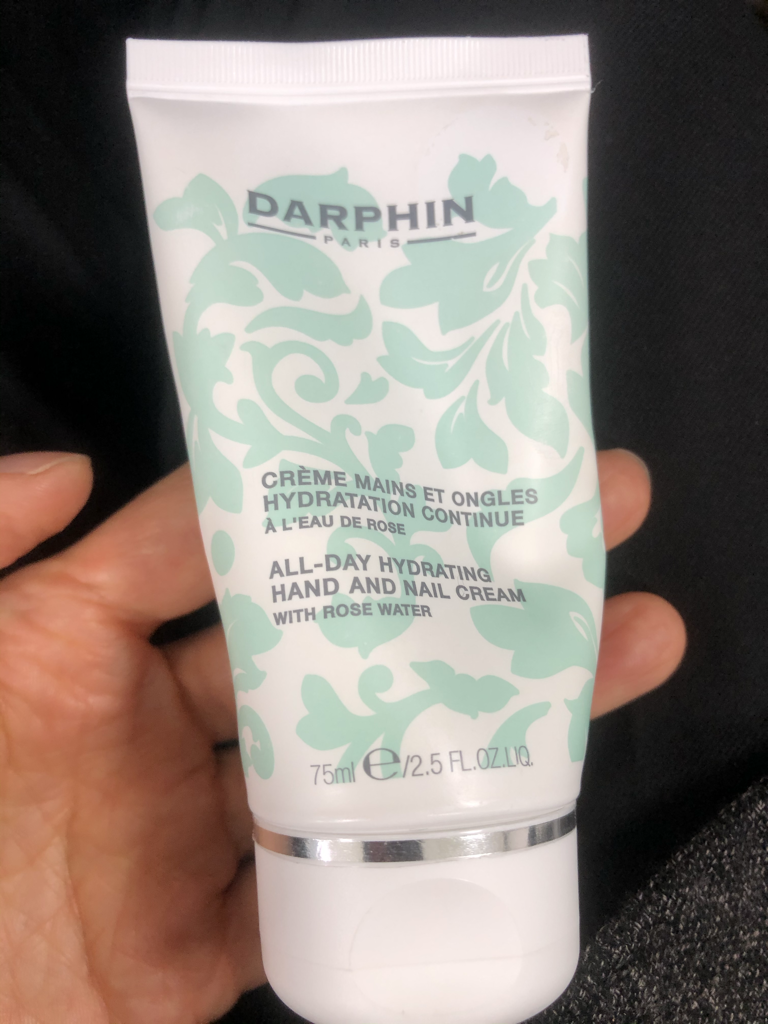 DARPHIN
PARIS
CRÈME MAINS ET ONGLES
HYDRATATION CONTINUE
À L'EAU DE ROSE
ALL-DAY HYDRATING
HAND AND NAIL CREAM
WITH ROSE WATER
75ml ℮/2.5 FL.OZ.LIQ.